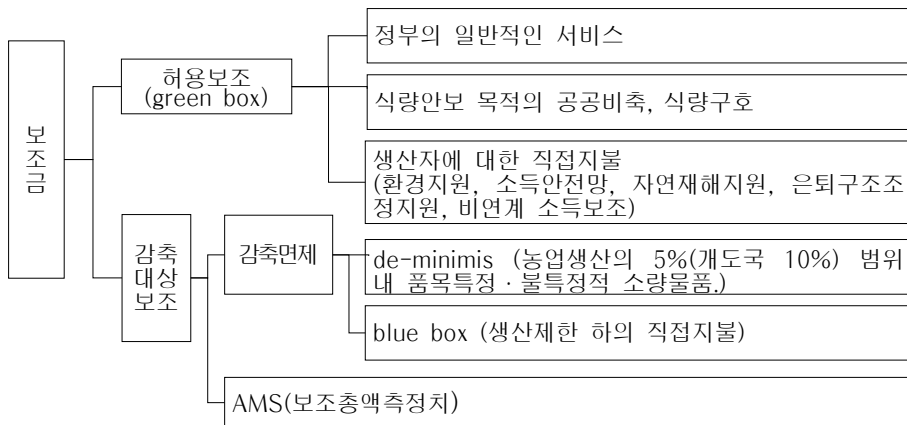 보조금
허용보조
(green box)
정부의 일반적인 서비스
식량안보 목적의 공공비축, 식량구호
생산자에 대한 직접지불
(환경지원, 소득안전망, 자연재해지원, 은퇴구조조
정지원, 비연계 소득보조)
감축
대상
보조
감축면제
de-minimis (농업생산의 5%(개도국 10%) 범위
내 품목특정·불특정적 소량물품.)
blue box (생산제한 하의 직접지불)
AMS(보조총액측정치)